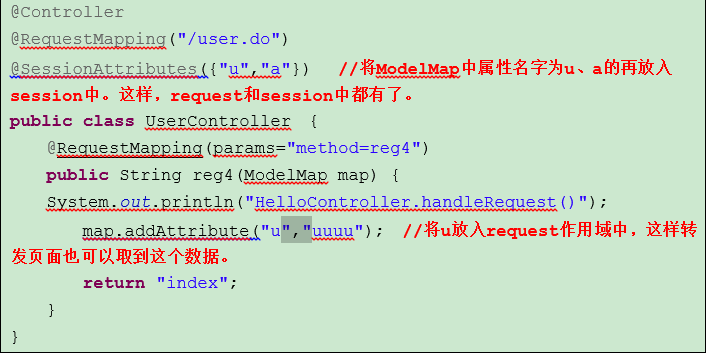 @Controller
@RequestMapping("/user.do")
@SessionAttributes({"u","a"})  //将ModelMap中属性名字为u、a的再放入
session中。这样，request和session中都有了。
public class UserController {
@RequestMapping(params="method=reg4")
public String reg4(ModelMap map) {
System.out.println("HelloController.handleRequest()");
map.addAttribute("u","uuuu");  //将u放入request作用域中，这样转
发页面也可以取到这个数据。
return "index";
}
}